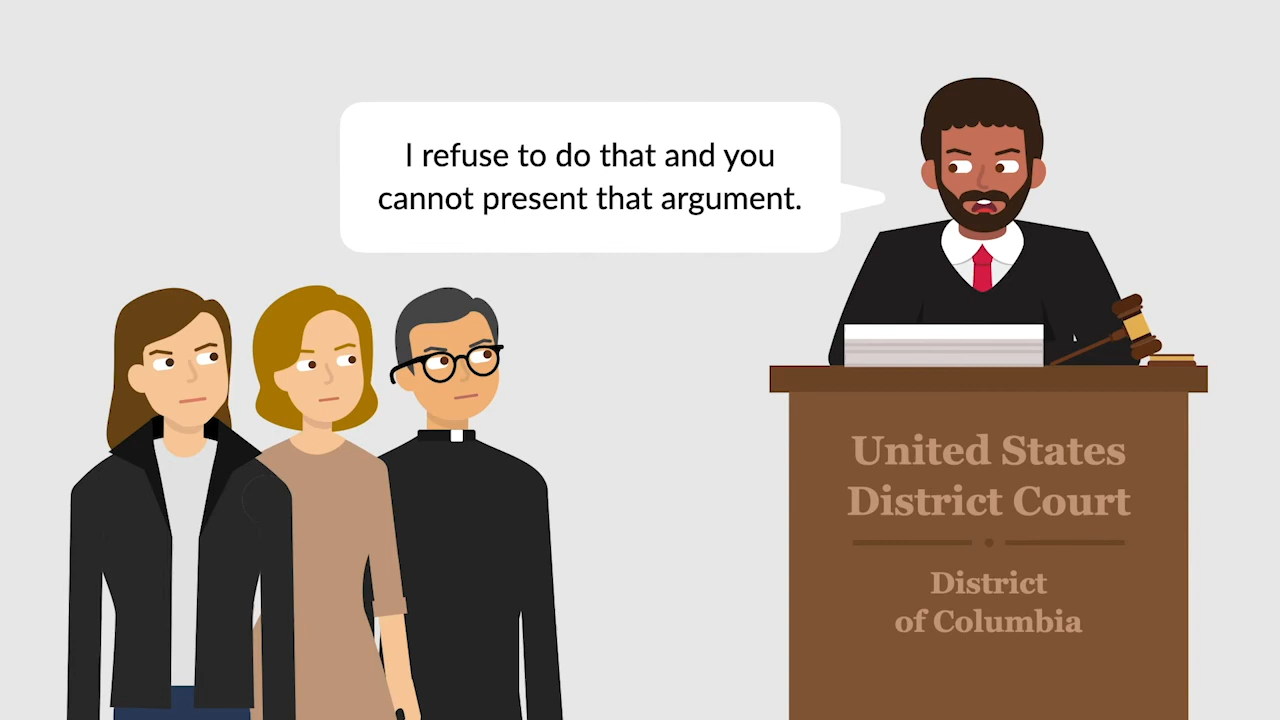 I refuse to do that and you
cannot present that argument.
United States
District Court
District
of Columbia